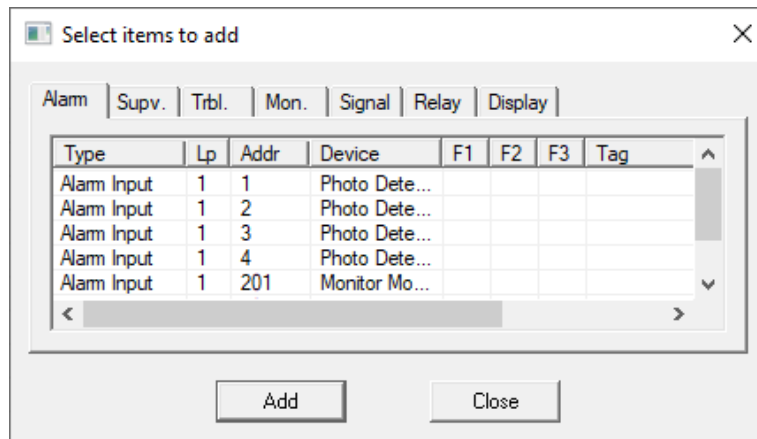 Select items to add
Alarm Supv. Trbl. Mon. Signal Relay Display
Type Lp Addr Device F1 F2 F3 Tag
Alarm Input 1 1 Photo Dete...
Alarm Input 1 2 Photo Dete...
Alarm Input 1 3 Photo Dete...
Alarm Input 1 4 Photo Dete...
Alarm Input 1 201 Monitor Mo...
Add Close